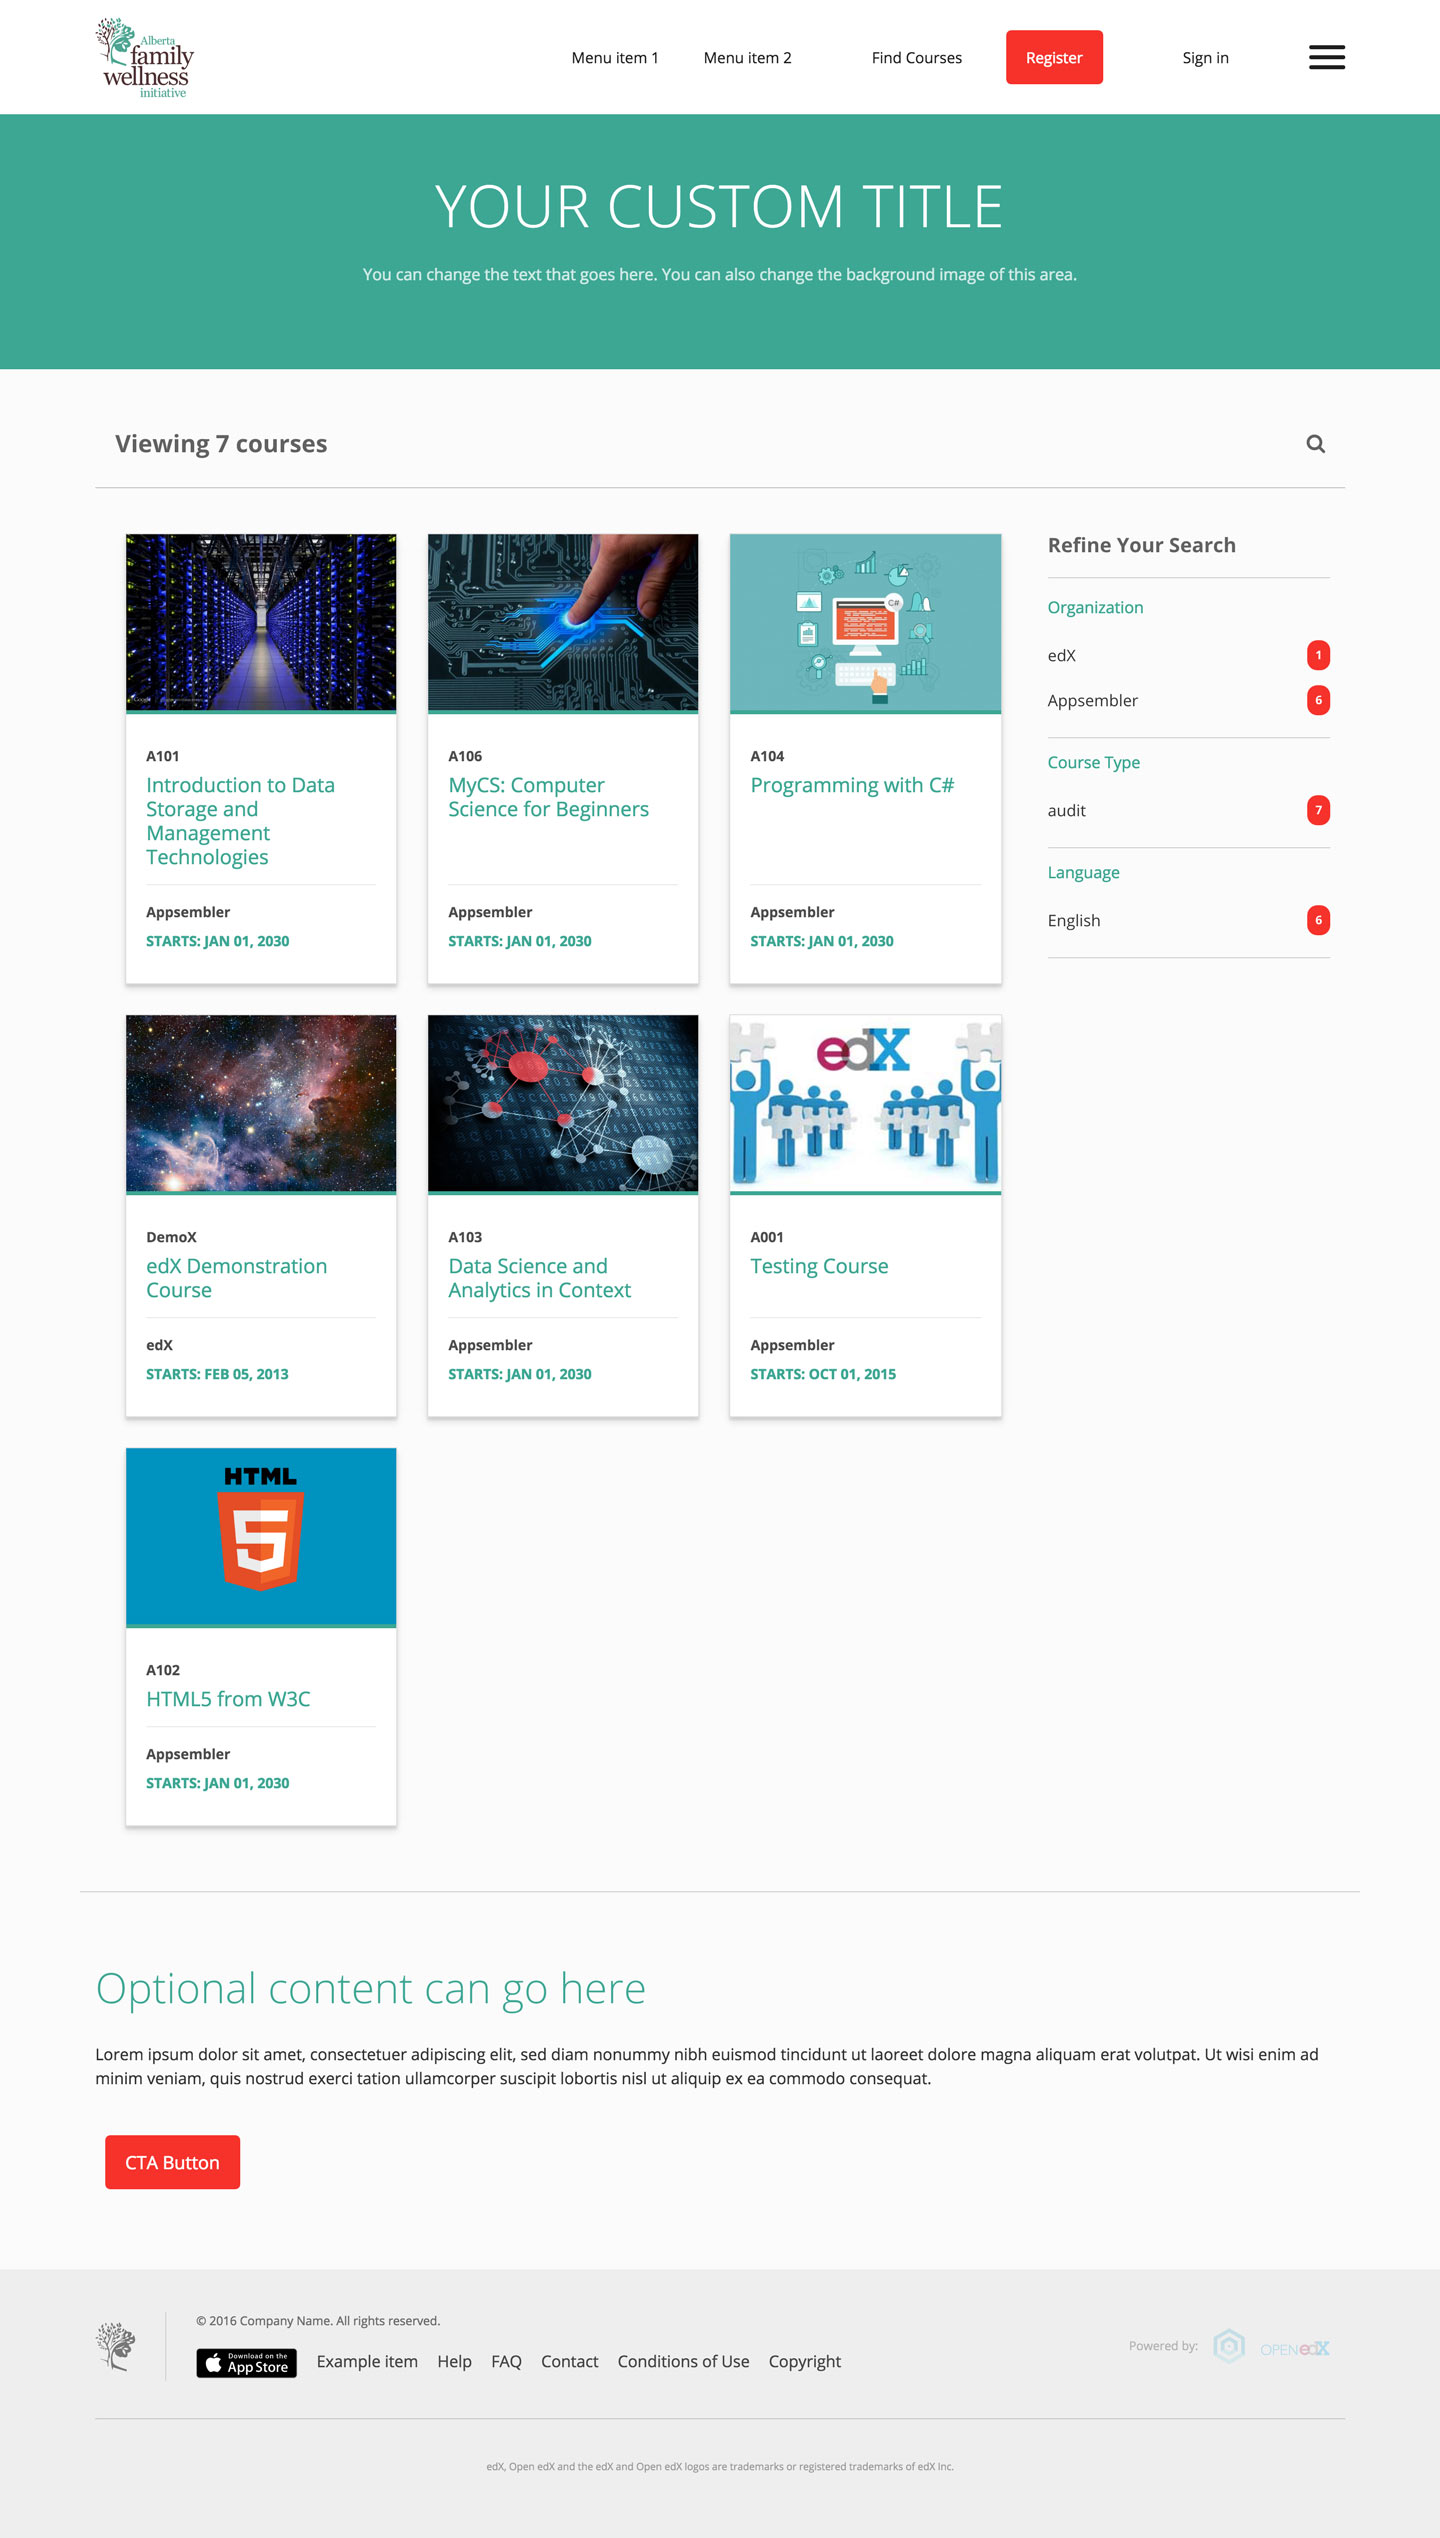 Alberta
family
wellness
initiative
Menu item 1
Menu item 2
Find Courses
Register
Sign in
YOUR CUSTOM TITLE
You can change the text that goes here. You can also change the background image of this area.
Viewing 7 courses
A101
Introduction to Data
Storage and
Management
Technologies
Appsembler
STARTS: JAN 01, 2030
A106
MyCS: Computer
Science for Beginners
Appsembler
STARTS: JAN 01, 2030
C#
A104
Programming with C#
Appsembler
STARTS: JAN 01, 2030
Refine Your Search
Organization
edX
1
Appsembler
6
Course Type
audit
7
Language
English
6
DemoX
edX Demonstration
Course
edX
STARTS: FEB 05, 2013
A103
Data Science and
Analytics in Context
Appsembler
STARTS: JAN 01, 2030
edX
A001
Testing Course
Appsembler
STARTS: OCT 01, 2015
HTML
5
A102
HTML5 from W3C
Appsembler
STARTS: JAN 01, 2030
Optional content can go here
Lorem ipsum dolor sit amet, consectetuer adipiscing elit, sed diam nonummy nibh euismod tincidunt ut laoreet dolore magna aliquam erat volutpat. Ut wisi enim ad
minim veniam, quis nostrud exerci tation ullamcorper suscipit lobortis nisl ut aliquip ex ea commodo consequat.
CTA Button
© 2016 Company Name. All rights reserved.
Download on the
App Store
Example item
Help
FAQ
Contact
Conditions of Use
Copyright
Powered by:
OPEN edX
edX, Open edX and the edX and Open edX logos are trademarks or registered trademarks of edX Inc.